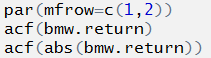 par(mfrow=c(1,2))
acf(bmw.return)
acf(abs(bmw.return))